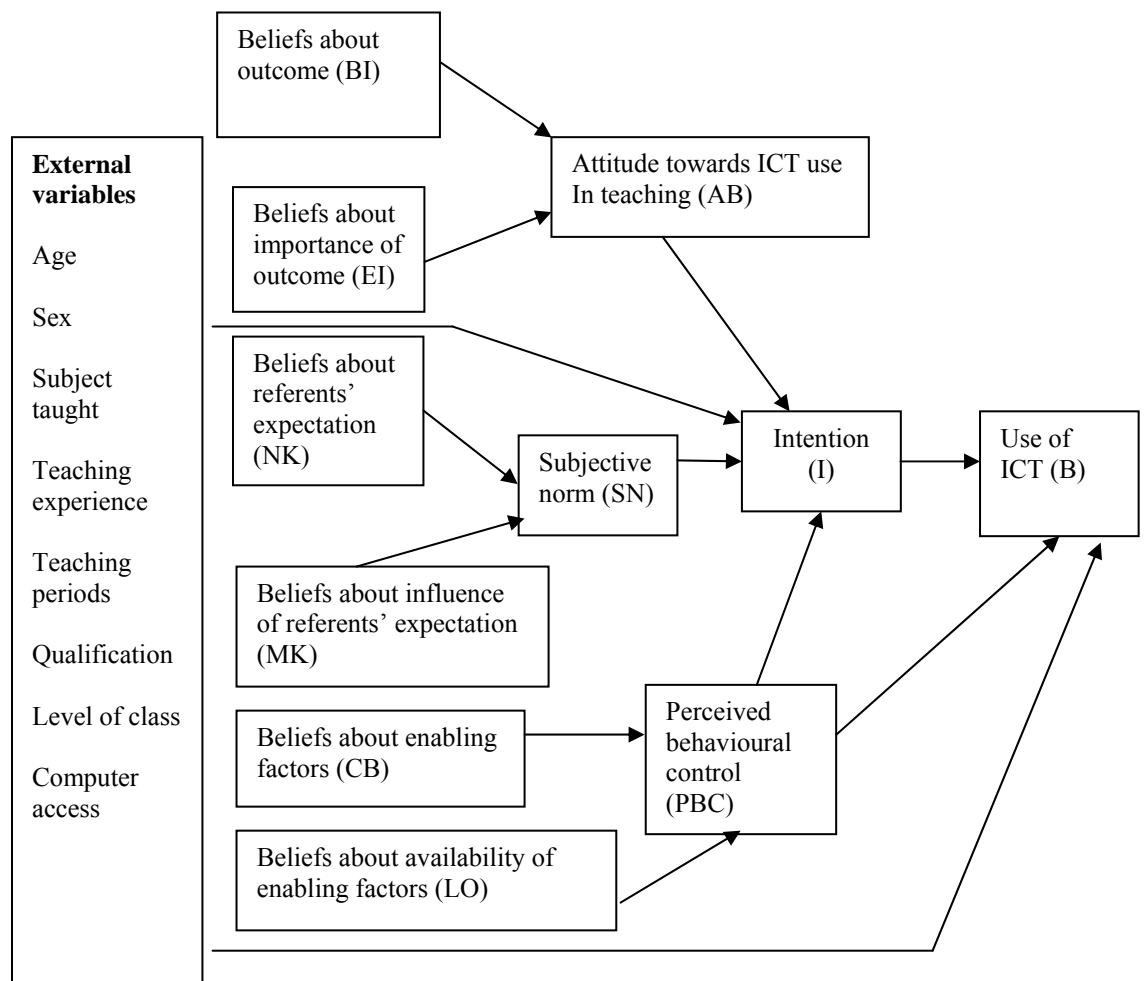 Beliefs about
outcome (BI)
External
variables
Age
Sex
Subject
taught
Teaching
experience
Teaching
periods
Qualification
Level of class
Computer
access
Attitude towards ICT use
In teaching (AB)
Beliefs about
importance of
outcome (EI)
Beliefs about
referents’
expectation
(NK)
Subjective
norm (SN)
Intention
(I)
Use of
ICT (B)
Beliefs about influence
of referents’ expectation
(MK)
Beliefs about enabling
factors (CB)
Perceived
behavioural
control
(PBC)
Beliefs about availability of
enabling factors (LO)